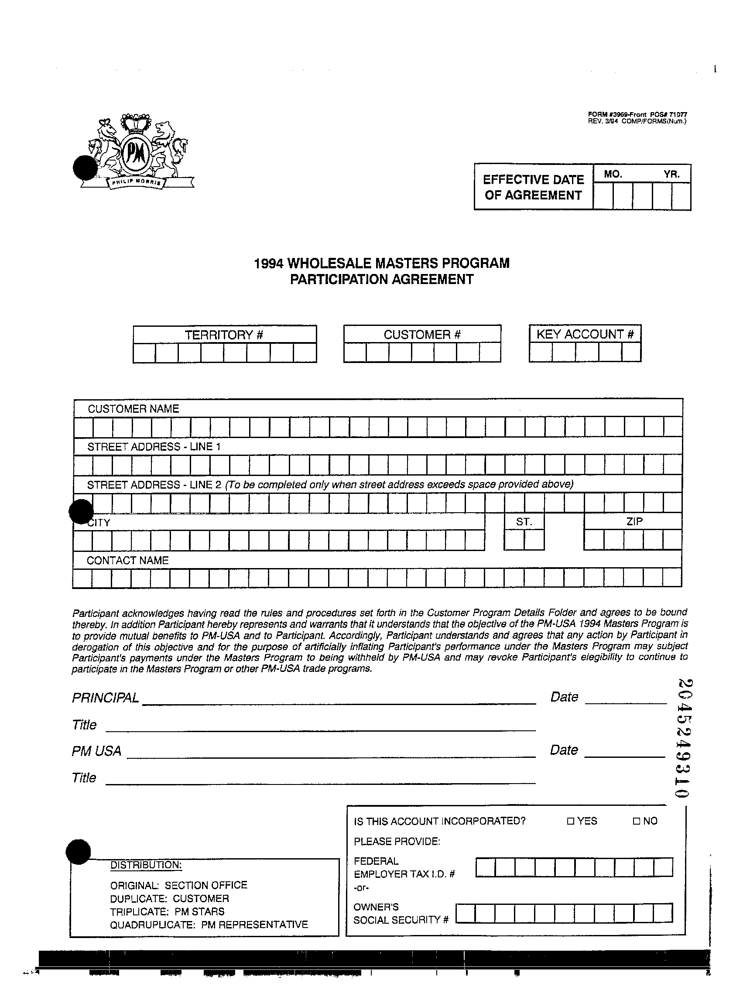 FORM #3969-Front POS# 71077
REV. 3/94 COMP/FORMS(Num.)
PM
PHILIP MORRIS
EFFECTIVE DATE
OF AGREEMENT
MO. YR.
1994 WHOLESALE MASTERS PROGRAM
PARTICIPATION AGREEMENT
TERRITORY # CUSTOMER # KEY ACCOUNT #
CUSTOMER NAME
STREET ADDRESS - LINE 1
STREET ADDRESS - LINE 2 (To be completed only when street address exceeds space provided above)
CITY ST. ZIP
CONTACT NAME
Participant acknowledges having read the rules and procedures set forth in the Customer Program Details Folder and agrees to be bound
thereby. In addition Participant hereby represents and warrants that it understands that the objective of the PM-USA 1994 Masters Program is
to provide mutual benefits to PM-USA and to Participant. Accordingly, Participant understands and agrees that any action by Participant in
derogation of this objective and for the purpose of artificially inflating Participant's performance under the Masters Program may subject
Participant's payments under the Masters Program to being withheld by PM-USA and may revoke Participant's elegibility to continue to
participate in the Masters Program or other PM-USA trade programs.
PRINCIPAL Date
Title
PM USA Date
Title
2045249310
IS THIS ACCOUNT INCORPORATED? YES NO
PLEASE PROVIDE:
FEDERAL
EMPLOYER TAX I.D. #
-or-
OWNER'S
SOCIAL SECURITY #
DISTRIBUTION:
ORIGINAL: SECTION OFFICE
DUPLICATE: CUSTOMER
TRIPLICATE: PM STARS
QUADRUPLICATE: PM REPRESENTATIVE